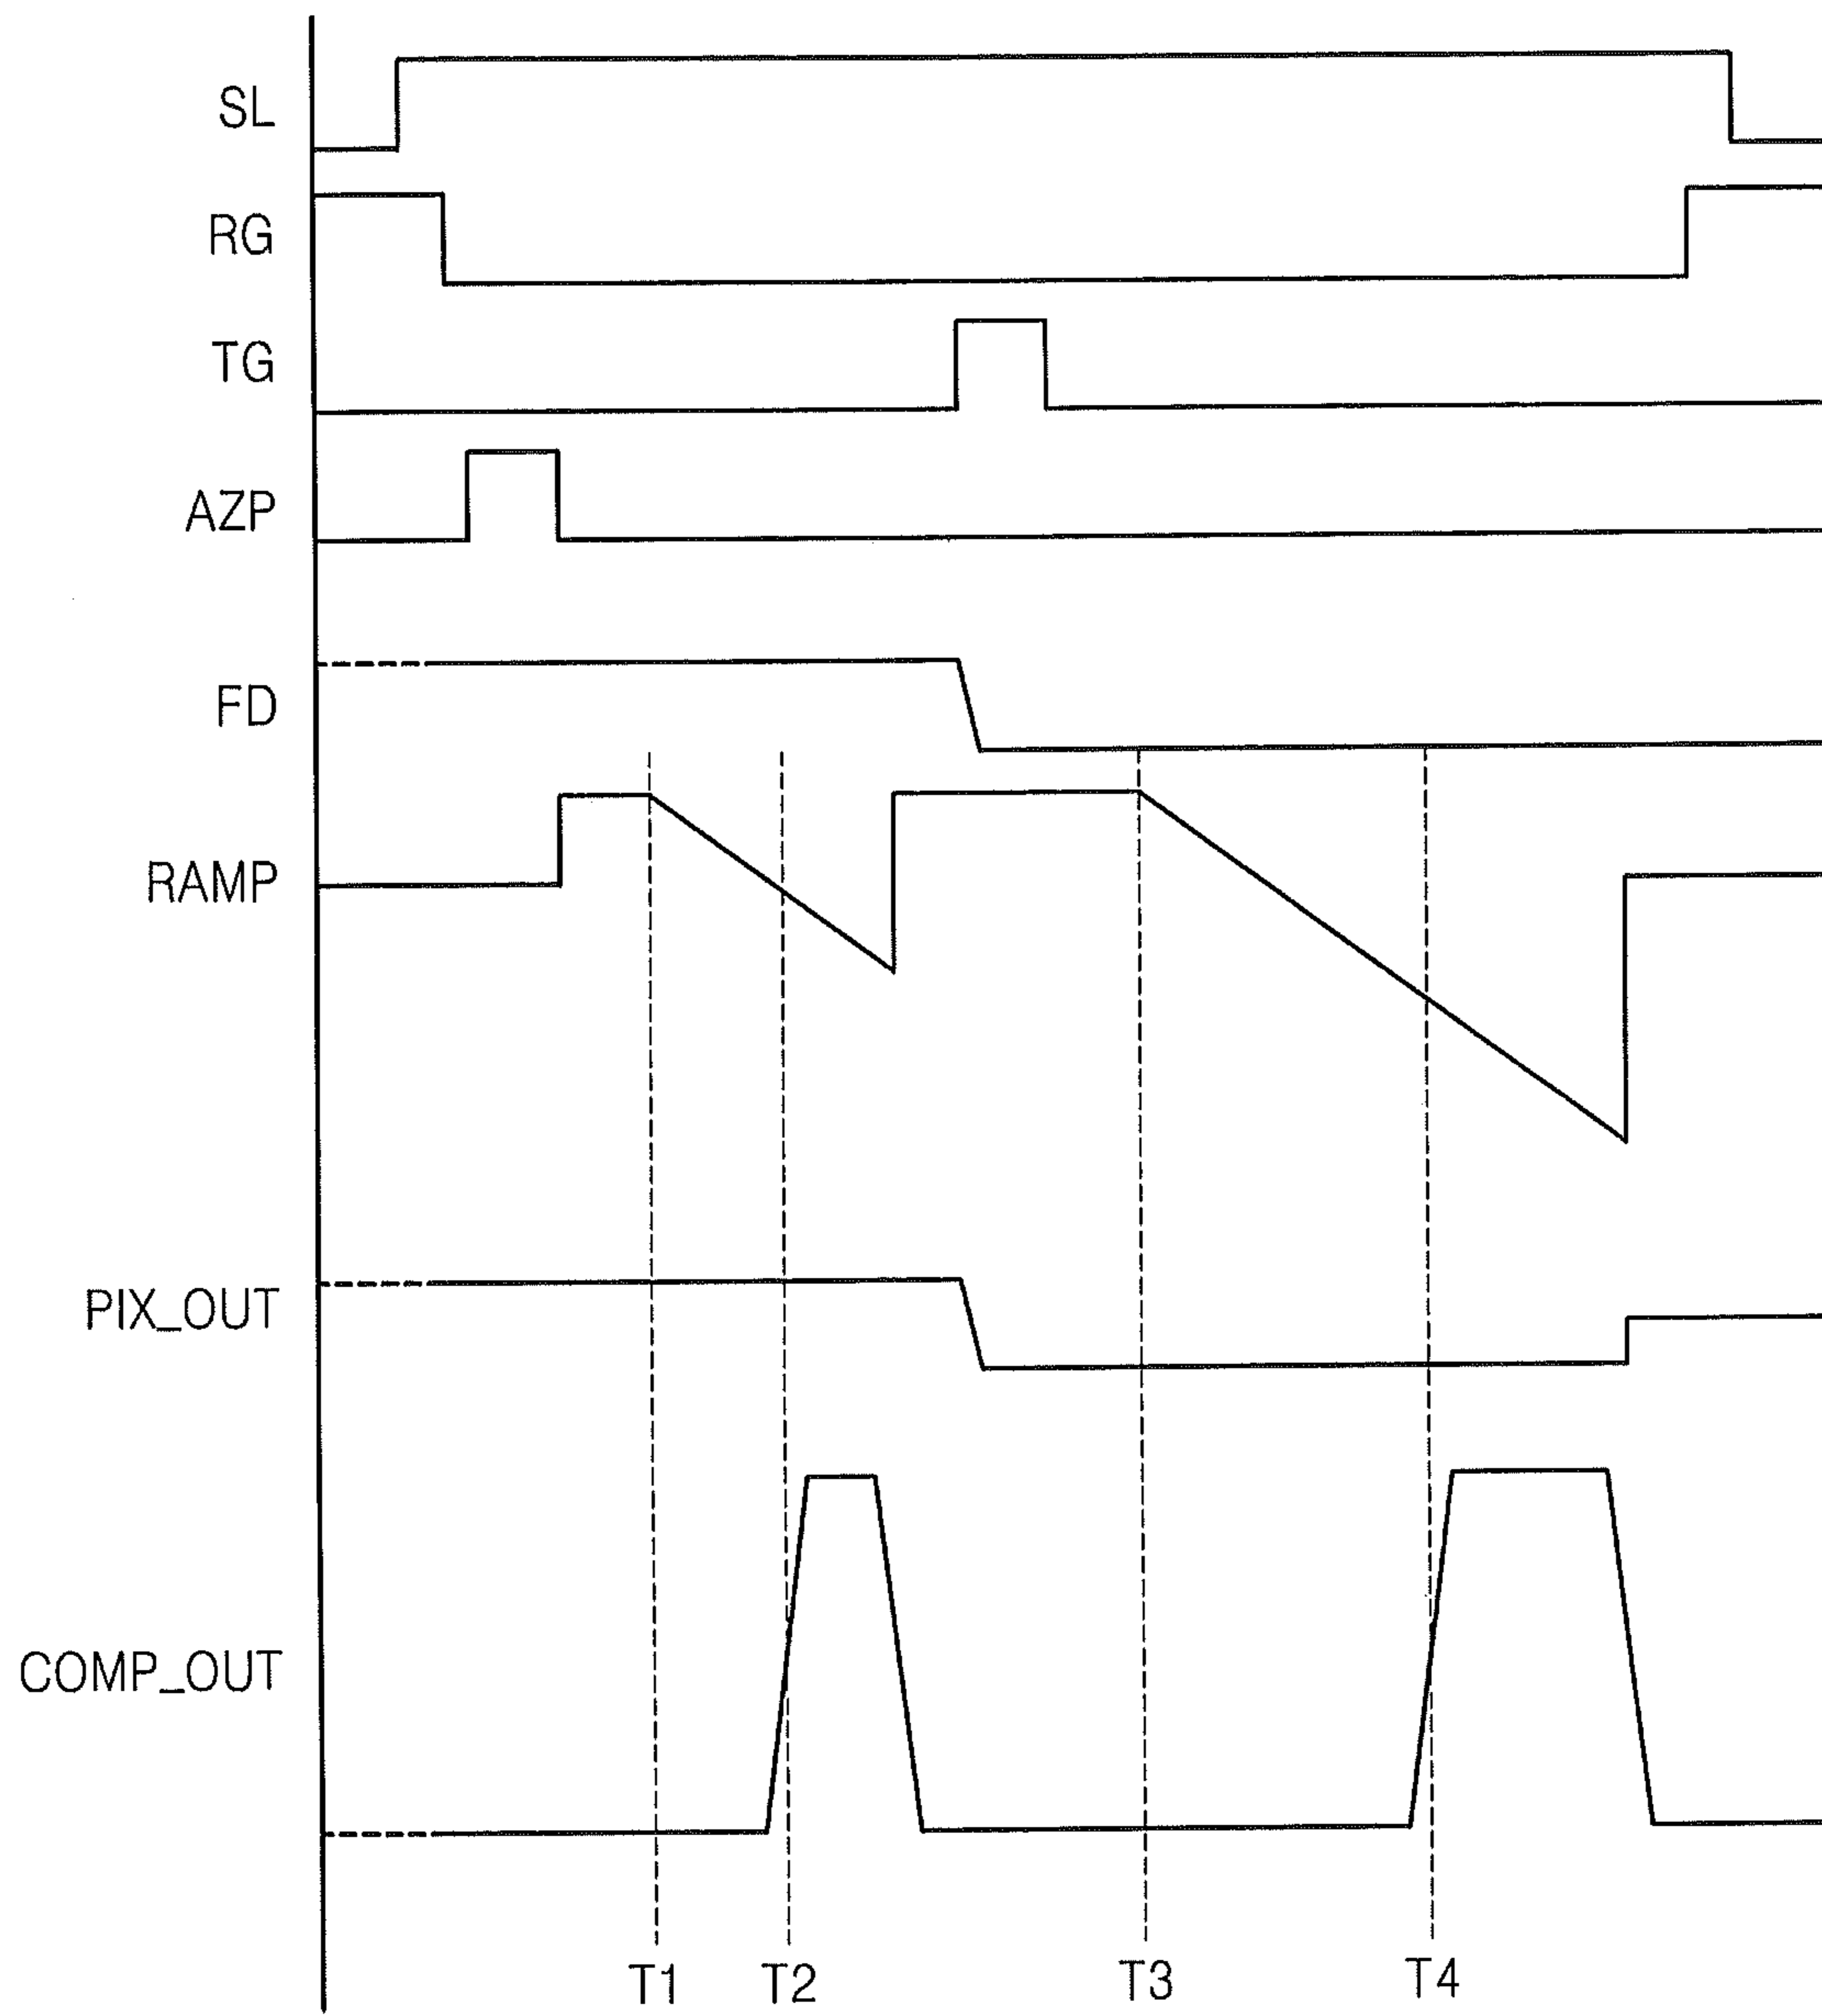 SL
RG
TG
AZP
FD
RAMP
PIX_OUT
COMP_OUT
T1 T2 T3 T4